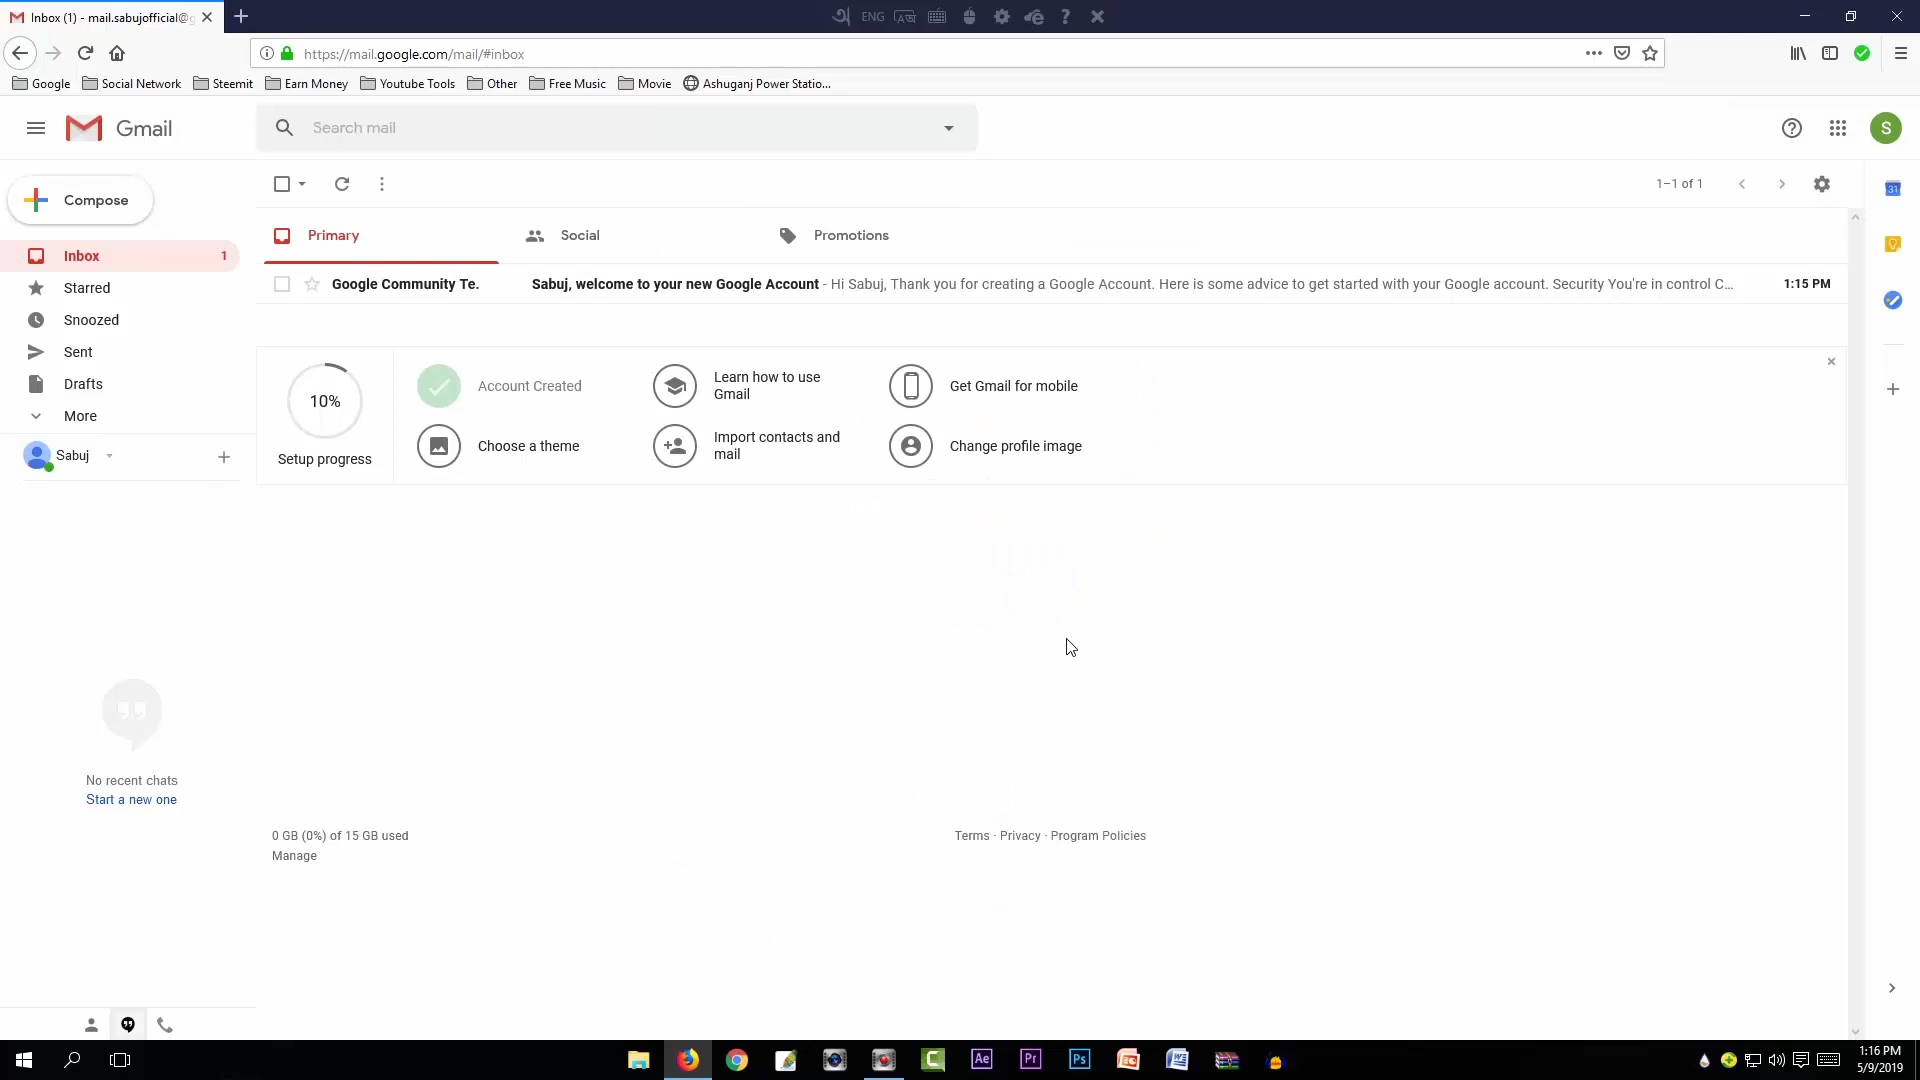 Inbox (1) - mail.sabujofficial@g
ENG
https://mail.google.com/mail/#inbox
Google
Social Network
Steemit
Earn Money
Youtube Tools
Other
Free Music
Movie
Ashuganj Power Statio...
Gmail
Search mail
S
Compose
1–1 of 1
31
Primary
Social
Promotions
Inbox 1
Google Community Te. Sabuj, welcome to your new Google Account - Hi Sabuj, Thank you for creating a Google Account. Here is some advice to get started with your Google account. Security You're in control C... 1:15 PM
Starred
Snoozed
Sent
Drafts
More
Sabuj
10%
Setup progress
Account Created
Learn how to use
Gmail
Get Gmail for mobile
Choose a theme
Import contacts and
mail
Change profile image
No recent chats
Start a new one
0 GB (0%) of 15 GB used
Manage
Terms · Privacy · Program Policies
Ae
Pr
Ps
1:16 PM
5/9/2019